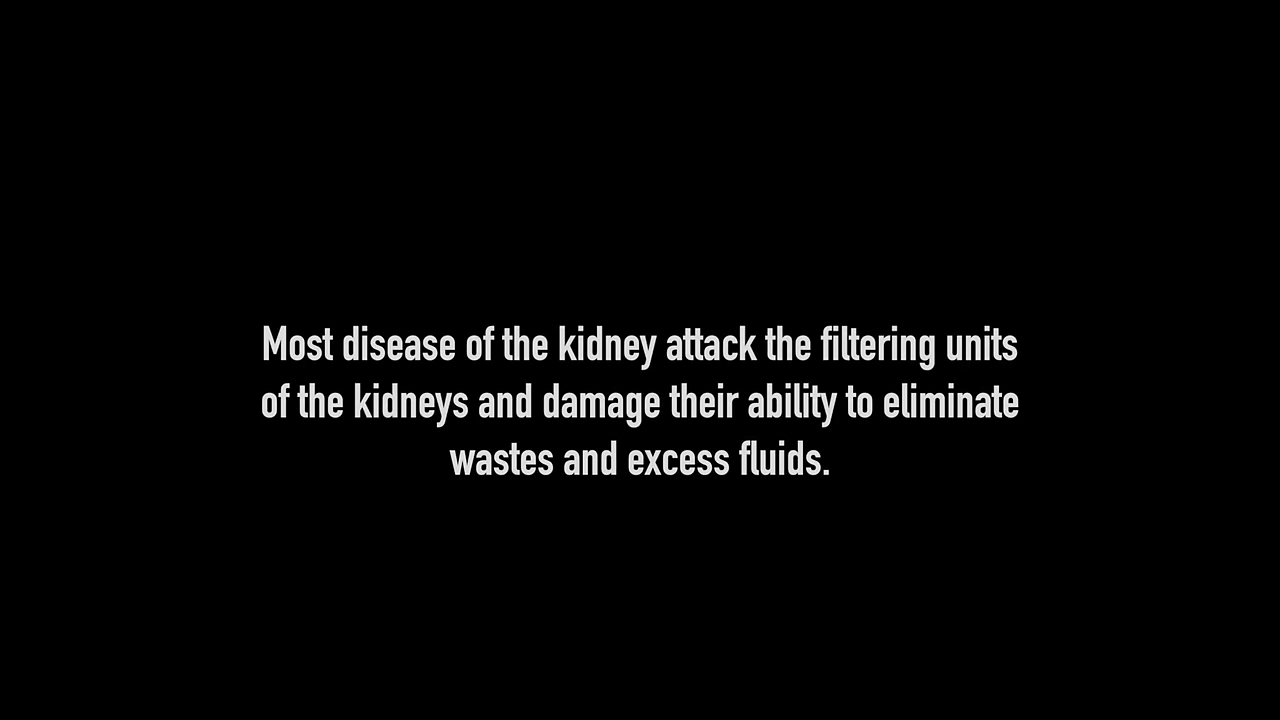 Most disease of the kidney attack the filtering units
of the kidneys and damage their ability to eliminate
wastes and excess fluids.